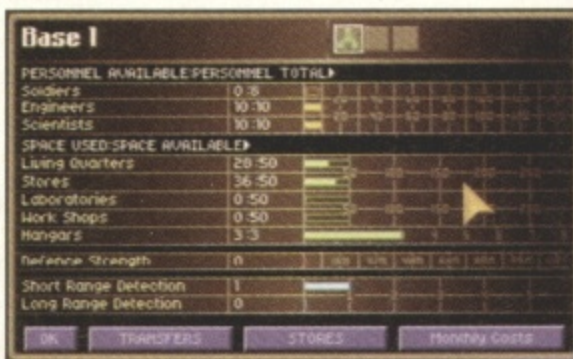 Base 1
PERSONNEL AVAILABLE:PERSONNEL TOTAL
Soldiers 0:8
Engineers 10:10
Scientists 10:10
SPACE USED:SPACE AVAILABLE
Living Quarters 28:50
Stores 36:50
Laboratories 0:50
Work Shops 0:50
Hangars 3:3
Defence Strength 0
Short Range Detection 1
Long Range Detection 0
OK TRANSFERS STORES Monthly Costs